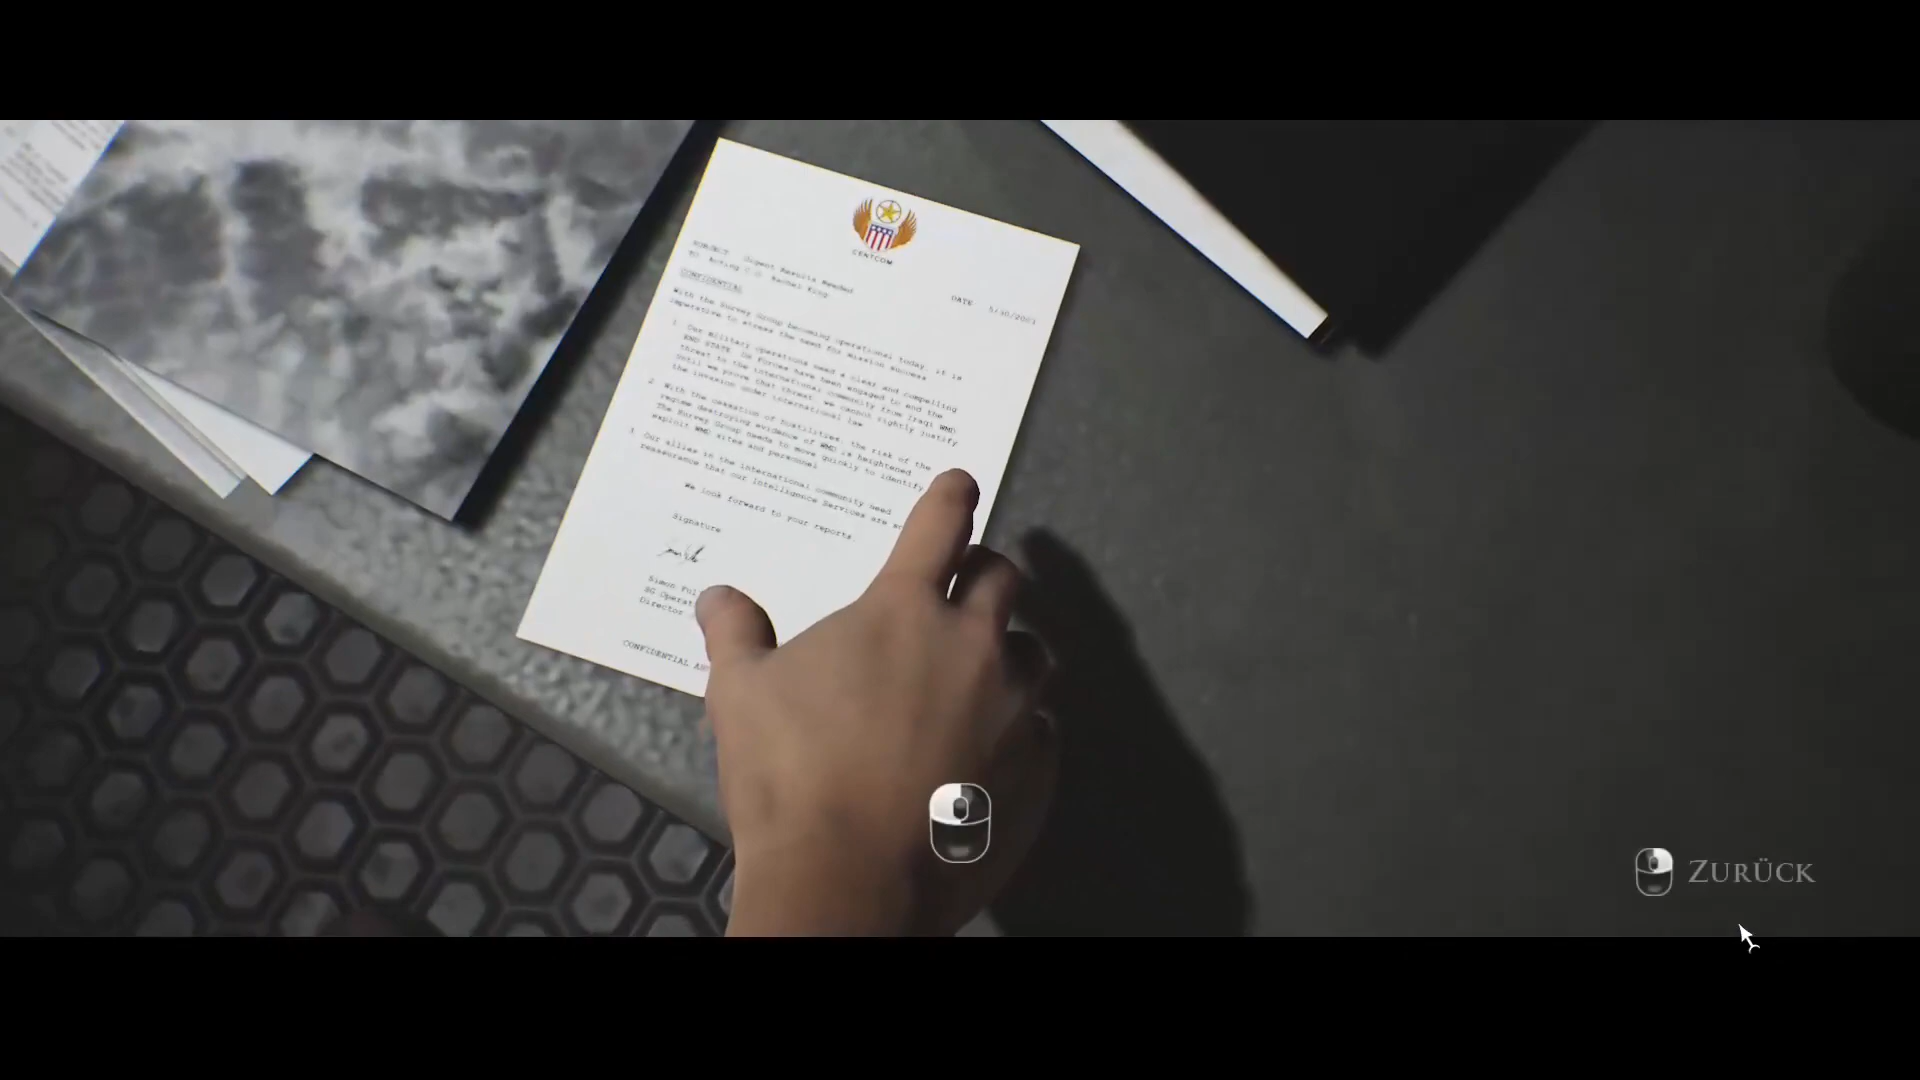 CENTCOM
SUBJECT Urgent Results Needed
TO Acting C.O. Rachel King
DATE 5/30/2003
CONFIDENTIAL
With the Survey Group becoming operational today, it is
imperative to stress the need for mission success
1. Our military operations need a clear and compelling
WMD STATE. US Forces have been engaged to end the
threat to the international community from Iraqi WMD
Until we prove that threat, we cannot rightly justify
the invasion under international law
2. With the cessation of hostilities, the risk of the
regime destroying evidence of WMD is heightened
The Survey Group needs to move quickly to identify
exploit WMD sites and personnel
3. Our allies in the international community need
reassurance that our Intelligence Services are
We look forward to your reports.
Signature
Simon
SG
Director
CONFIDENTIAL
ZURÜCK